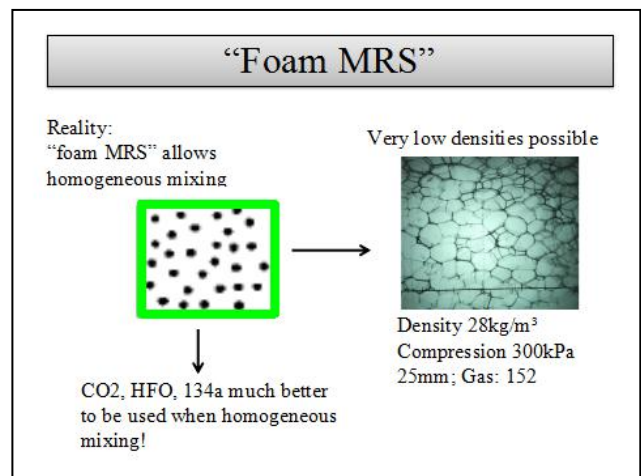 “Foam MRS”
Reality:
“foam MRS” allows
homogeneous mixing
Very low densities possible
Density 28kg/m³
Compression 300kPa
25mm; Gas: 152
CO2, HFO, 134a much better
to be used when homogeneous
mixing!